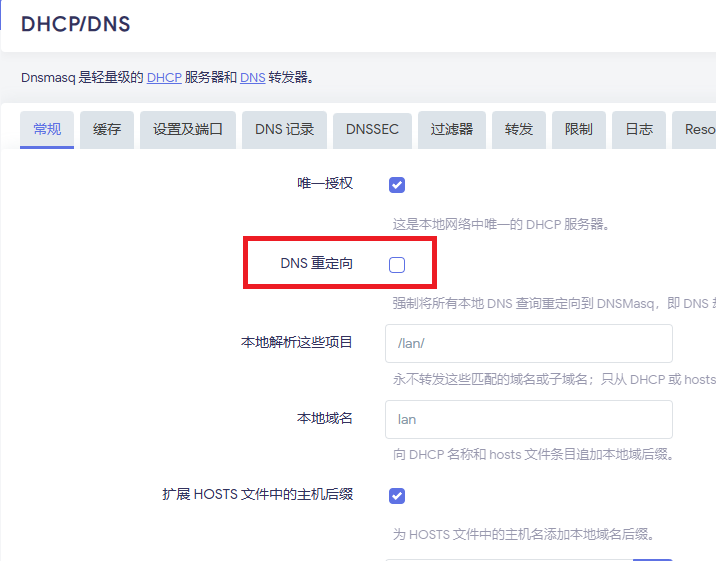 DHCP/DNS
Dnsmasq 是轻量级的 DHCP 服务器和 DNS 转发器。
常规 缓存 设置及端口 DNS 记录 DNSSEC 过滤器 转发 限制 日志 Reso
唯一授权
这是本地网络中唯一的 DHCP 服务器。
DNS 重定向
强制将所有本地 DNS 查询重定向到 DNSMasq，即 DNS
本地解析这些项目 /lan/
永不转发这些匹配的域名或子域名；只从 DHCP 或 hosts
本地域名 lan
向 DHCP 名称和 hosts 文件条目追加本地域后缀。
扩展 HOSTS 文件中的主机后缀
为 HOSTS 文件中的主机名添加本地域名后缀。